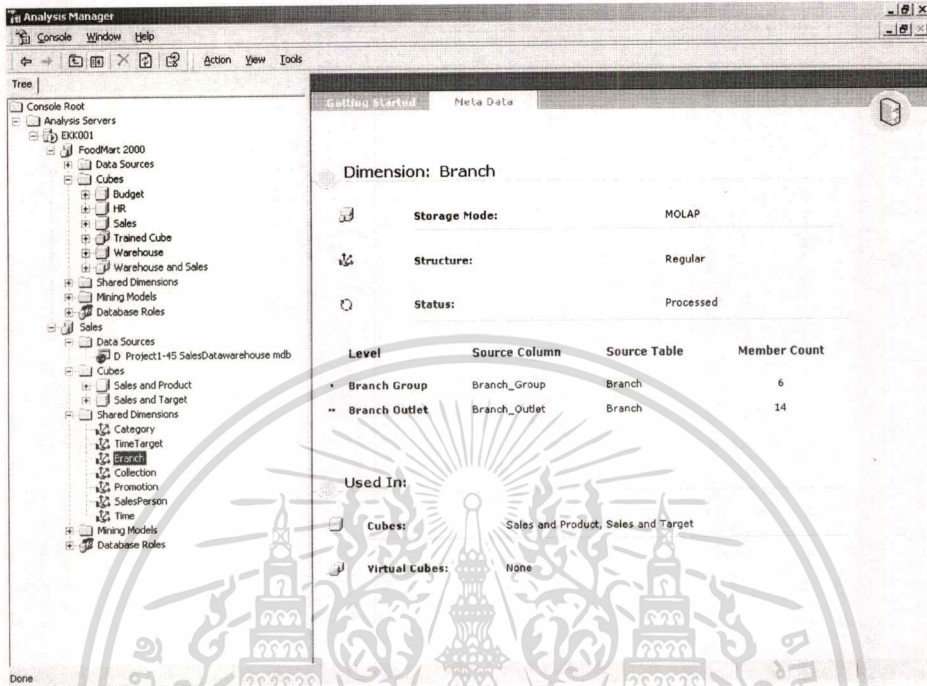 Analysis Manager
Console Window Help
Action View Tools
Tree
Console Root
Analysis Servers
EKK001
FoodMart 2000
Data Sources
Cubes
Budget
HR
Sales
Trained Cube
Warehouse
Warehouse and Sales
Shared Dimensions
Mining Models
Database Roles
Sales
Data Sources
D Project1-45 SalesDatawarehouse mdb
Cubes
Sales and Product
Sales and Target
Shared Dimensions
Category
TimeTarget
Branch
Collection
Promotion
SalesPerson
Time
Mining Models
Database Roles
Done
Getting Started Meta Data
Dimension: Branch
Storage Mode: MOLAP
Structure: Regular
Status: Processed
Level Source Column Source Table Member Count
Branch Group Branch_Group Branch 6
Branch Outlet Branch_Outlet Branch 14
Used In:
Cubes: Sales and Product, Sales and Target
Virtual Cubes: None